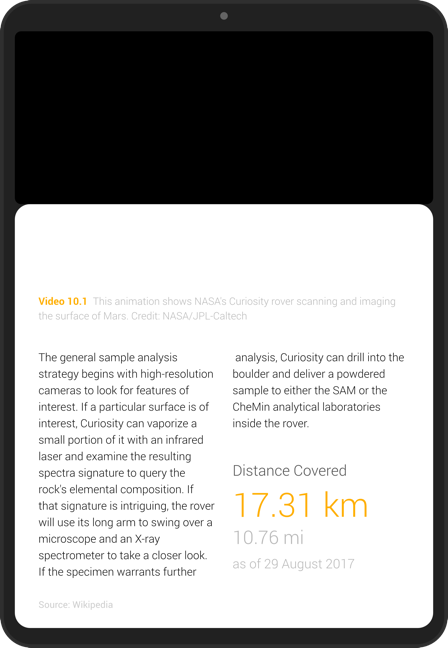 Video 10.1 This animation shows NASA's Curiosity rover scanning and imaging
the surface of Mars. Credit: NASA/JPL-Caltech
The general sample analysis
strategy begins with high-resolution
cameras to look for features of
interest. If a particular surface is of
interest, Curiosity can vaporize a
small portion of it with an infrared
laser and examine the resulting
spectra signature to query the
rock's elemental composition. If
that signature is intriguing, the rover
will use its long arm to swing over a
microscope and an X-ray
spectrometer to take a closer look.
If the specimen warrants further
analysis, Curiosity can drill into the
boulder and deliver a powdered
sample to either the SAM or the
CheMin analytical laboratories
inside the rover.
Distance Covered
17.31 km
10.76 mi
as of 29 August 2017
Source: Wikipedia